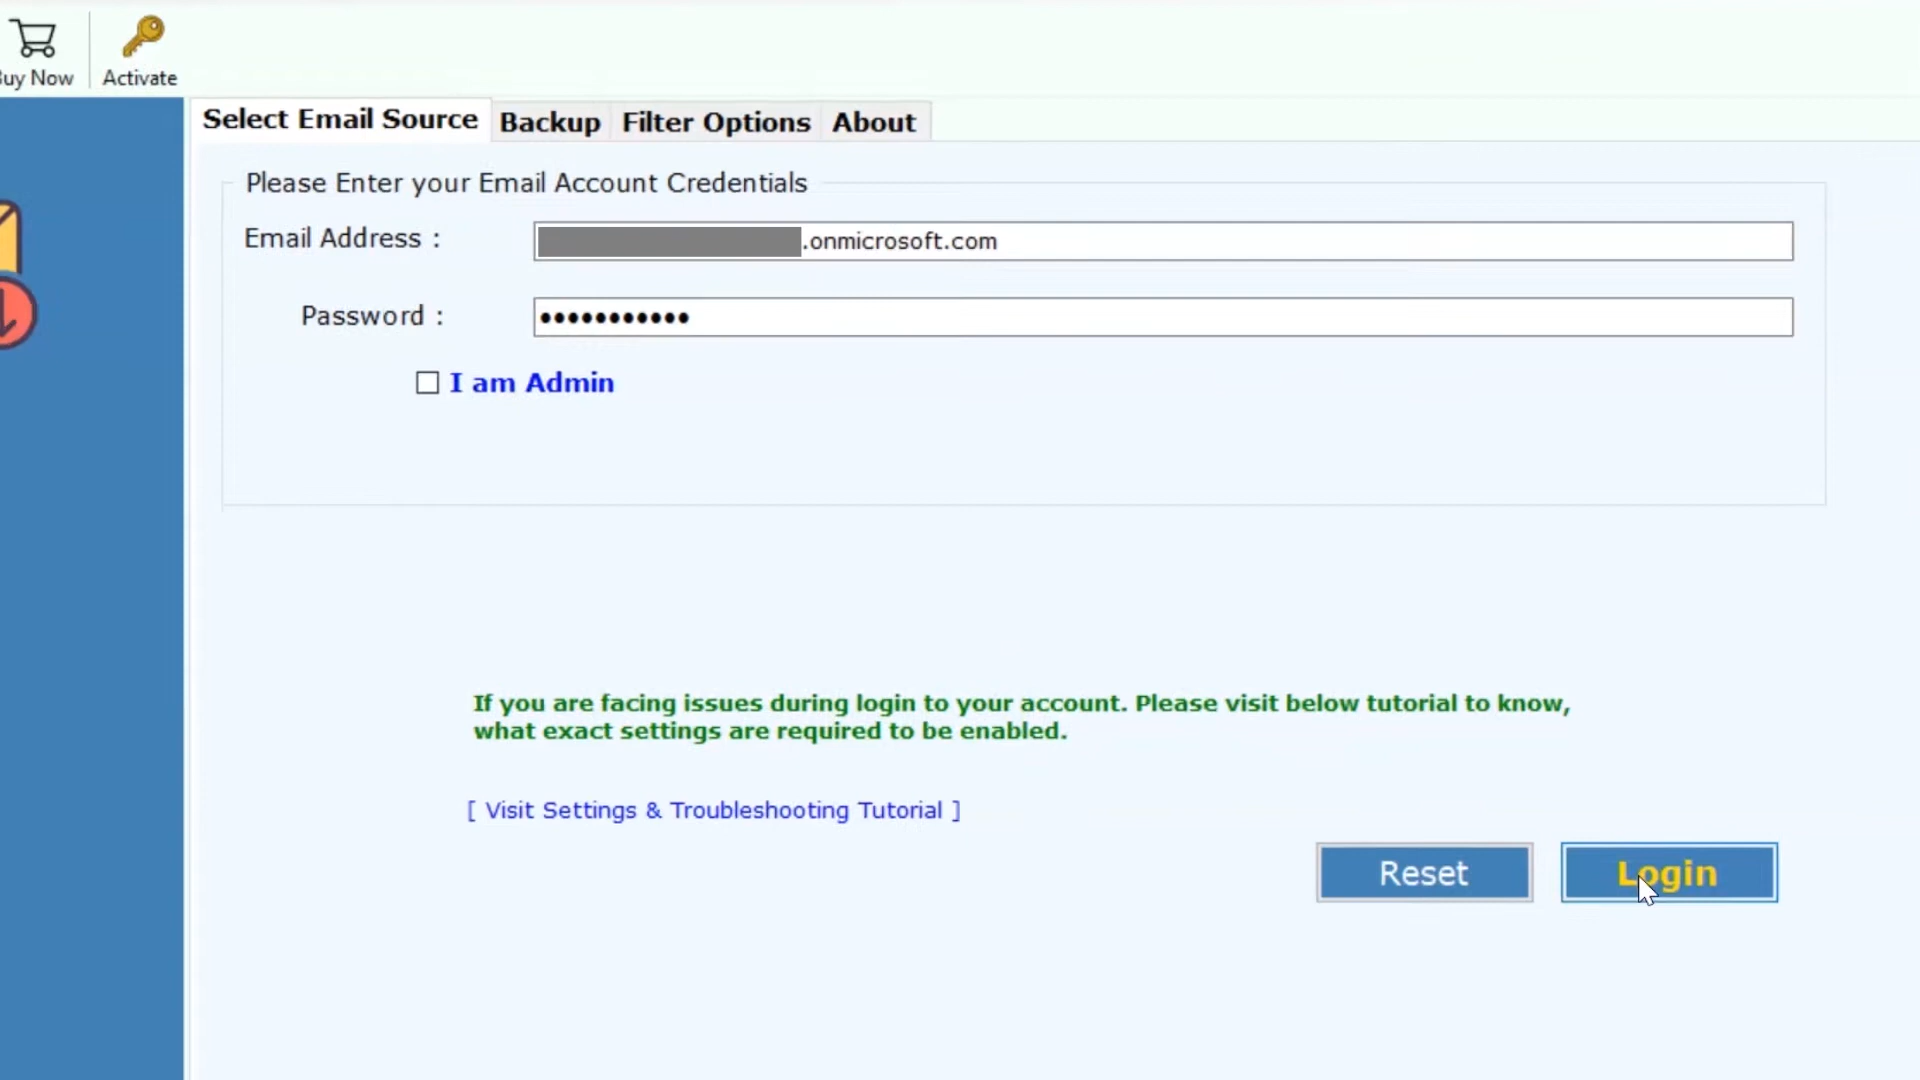 Buy Now
Activate
Select Email Source
Backup
Filter Options
About
Please Enter your Email Account Credentials
Email Address :
.onmicrosoft.com
Password :
●●●●●●●●●●●
I am Admin
If you are facing issues during login to your account. Please visit below tutorial to know,
what exact settings are required to be enabled.
[ Visit Settings & Troubleshooting Tutorial ]
Reset
Login